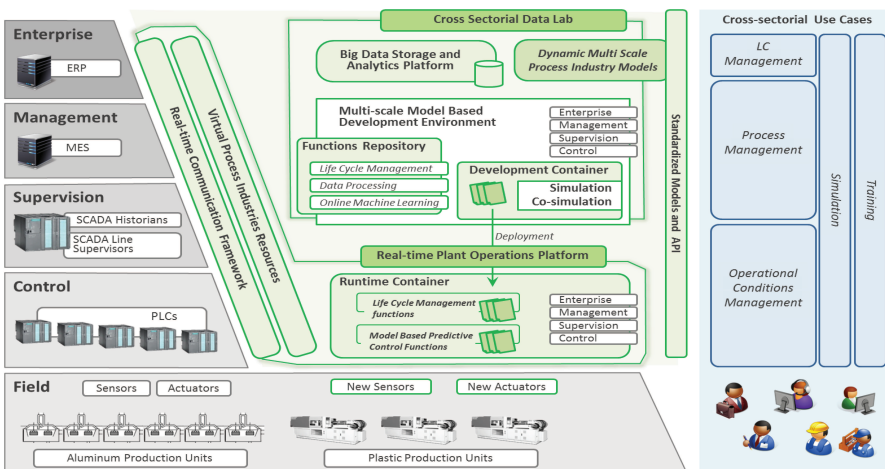 Enterprise
ERP
Management
MES
Supervision
SCADA Historians
SCADA Line
Supervisors
Control
PLCs
Field
Sensors
Actuators
New Sensors
New Actuators
Aluminum Production Units
Plastic Production Units
Real-time Communication Framework
Virtual Process Industries Resources
Cross Sectorial Data Lab
Big Data Storage and
Analytics Platform
Dynamic Multi Scale
Process Industry Models
Multi-scale Model Based
Development Environment
Enterprise
Management
Supervision
Control
Functions Repository
Life Cycle Management
Data Processing
Online Machine Learning
Development Container
Simulation
Co-simulation
Deployment
Real-time Plant Operations Platform
Runtime Container
Life Cycle Management
functions
Model Based Predictive
Control Functions
Enterprise
Management
Supervision
Control
Standardized Models and API
Cross-sectorial Use Cases
LC
Management
Process
Management
Operational
Conditions
Management
Simulation
Training